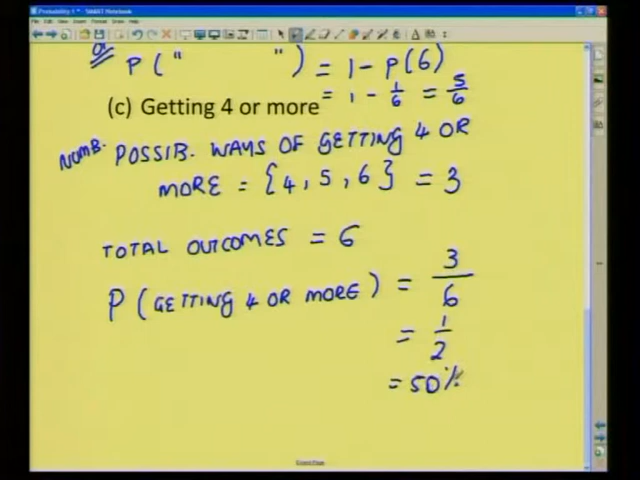 or
P ( "            " ) = 1 - P(6)
= 1 - 1/6 = 5/6
(c) Getting 4 or more
NUMB. POSSIB. WAYS OF GETTING 4 OR
MORE = {4, 5, 6} = 3
TOTAL OUTCOMES = 6
P (GETTING 4 OR MORE) = 3/6
= 1/2
= 50%